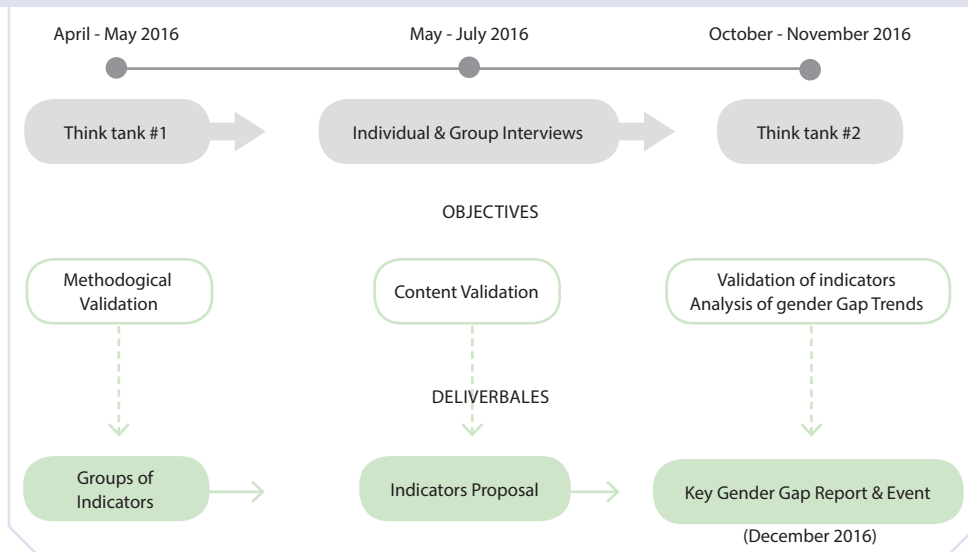 April - May 2016
May - July 2016
October - November 2016
Think tank #1
Individual & Group Interviews
Think tank #2
OBJECTIVES
Methodogical
Validation
Content Validation
Validation of indicators
Analysis of gender Gap Trends
DELIVERBALES
Groups of
Indicators
Indicators Proposal
Key Gender Gap Report & Event
(December 2016)